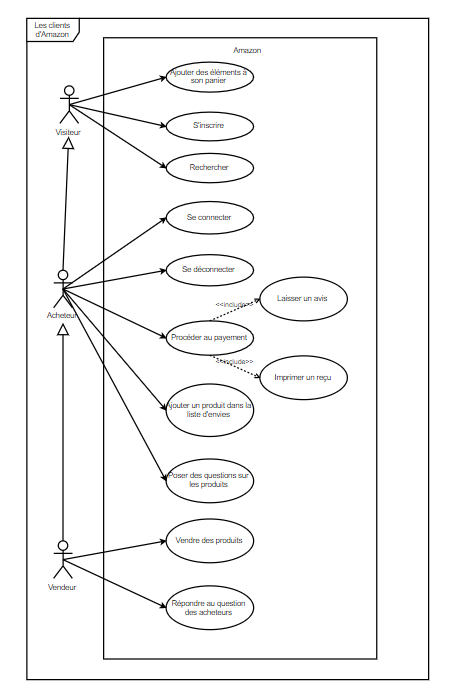 Les clients
d'Amazon
Amazon
Ajouter des éléments à
son panier
Visiteur
S'inscrire
Rechercher
Se connecter
Se déconnecter
Acheteur
<<include>>
Laisser un avis
Procéder au payement
<<include>>
Imprimer un reçu
Ajouter un produit dans la
liste d'envies
Poser des questions sur
les produits
Vendre des produits
Vendeur
Répondre au question
des acheteurs